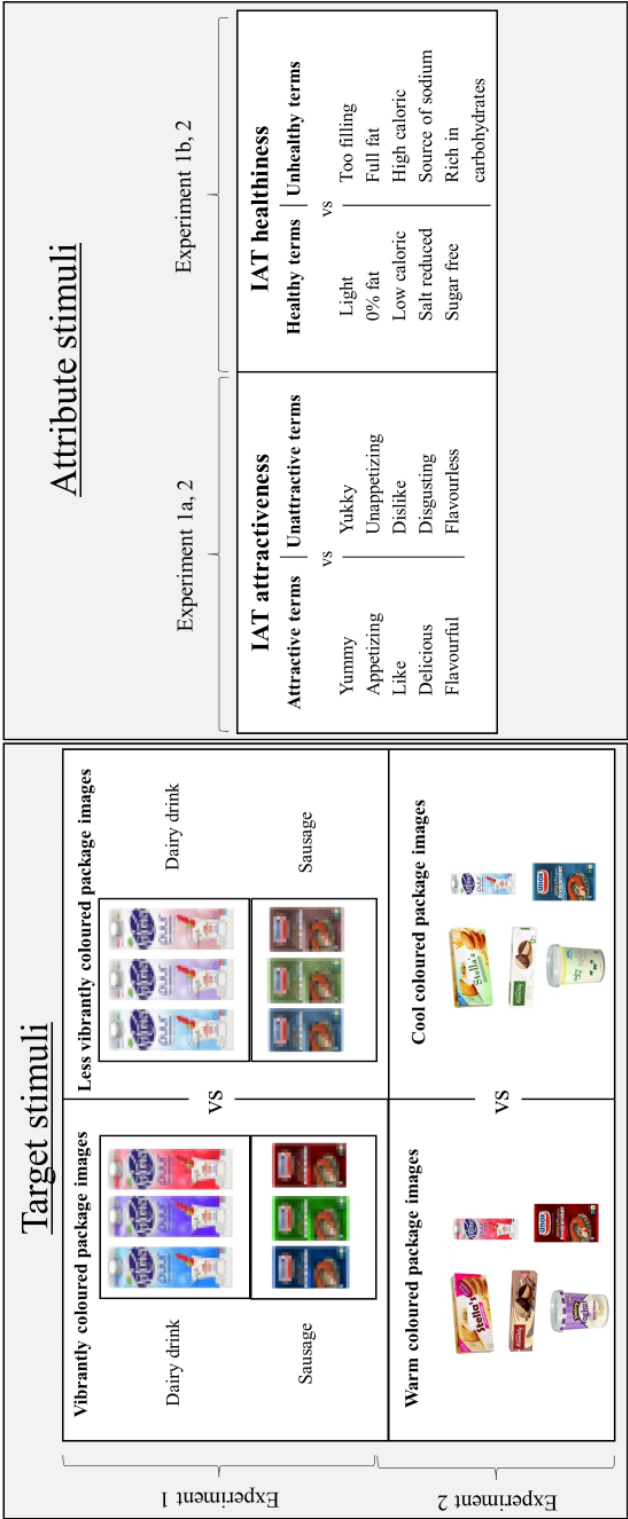 Target stimuli
Experiment 1
Vibrantly coloured package images
Dairy drink
Sausage
VS
Less vibrantly coloured package images
Dairy drink
Sausage
Experiment 2
Warm coloured package images
Stella's
unox
VS
Cool coloured package images
Stella's
unox
Attribute stimuli
Experiment 1a, 2
Experiment 1b, 2
IAT attractiveness
Attractive terms
Unattractive terms
vs
Yummy
Appetizing
Like
Delicious
Flavourful
Yukky
Unappetizing
Dislike
Disgusting
Flavourless
IAT healthiness
Healthy terms
Unhealthy terms
vs
Light
0% fat
Low caloric
Salt reduced
Sugar free
Too filling
Full fat
High caloric
Source of sodium
Rich in
carbohydrates